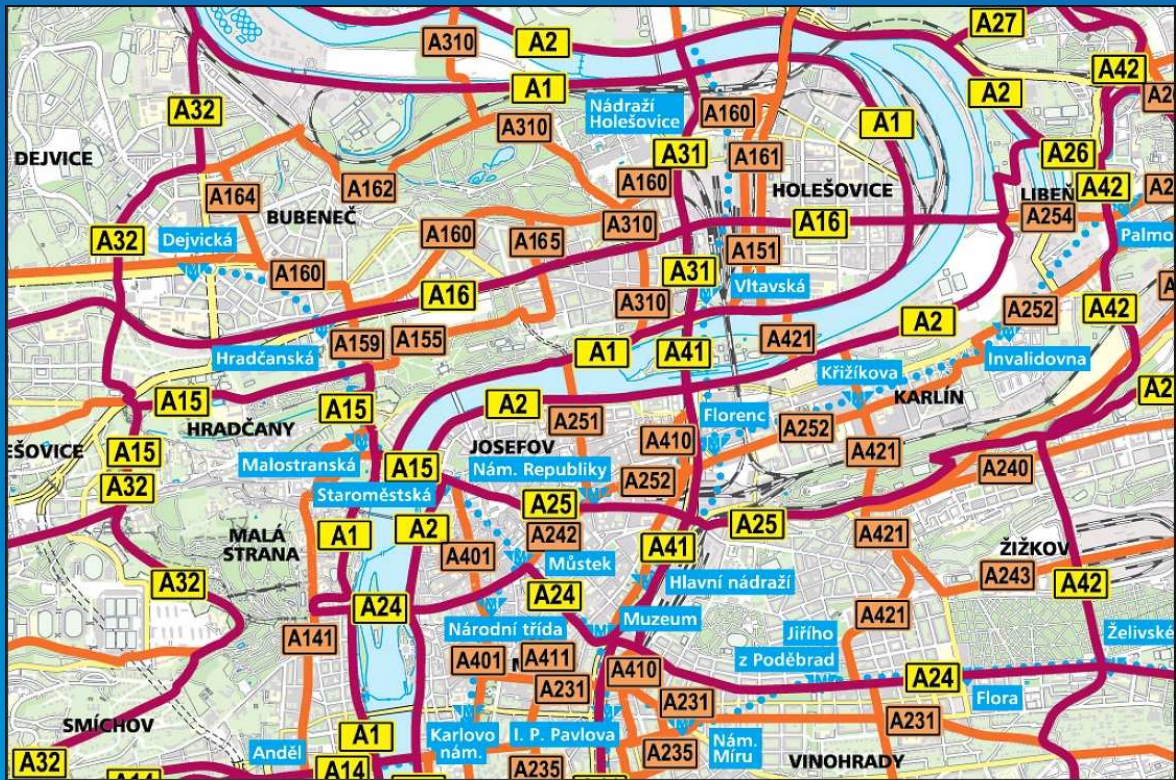 A310
A2
A27
A42
A2
A32
A1
A310
Nádraží
Holešovice
A160
A1
DEJVICE
A31
A161
A26
A164
A162
A160
HOLEŠOVICE
LIBEŇ
A42
BUBENEČ
A310
A16
A254
A32
Dejvická
A160
A165
A151
Palmo
A160
A31
Vltavská
A16
A310
A252
A42
Hradčanská
A159
A155
A1
A41
A421
A2
Invalidovna
Křižíkova
A15
A15
A2
A251
Florenc
KARLÍN
HRADČANY
JOSEFOV
A410
A252
A421
EŠOVICE
A15
Malostranská
A15
Nám. Republiky
A252
A240
A32
Staroměstská
A25
A25
MALÁ
STRANA
A1
A2
A401
A242
A41
A421
ŽIŽKOV
Můstek
Hlavní nádraží
A243
A32
A24
A24
A42
Národní třída
Muzeum
A421
Jiřího
z Poděbrad
Želivsk
A141
A401
A411
A410
A24
Flora
A231
A231
A231
SMÍCHOV
A1
Karlovo
nám.
I. P. Pavlova
Nám.
Míru
Anděl
A235
A235
VINOHRADY
A32
A14